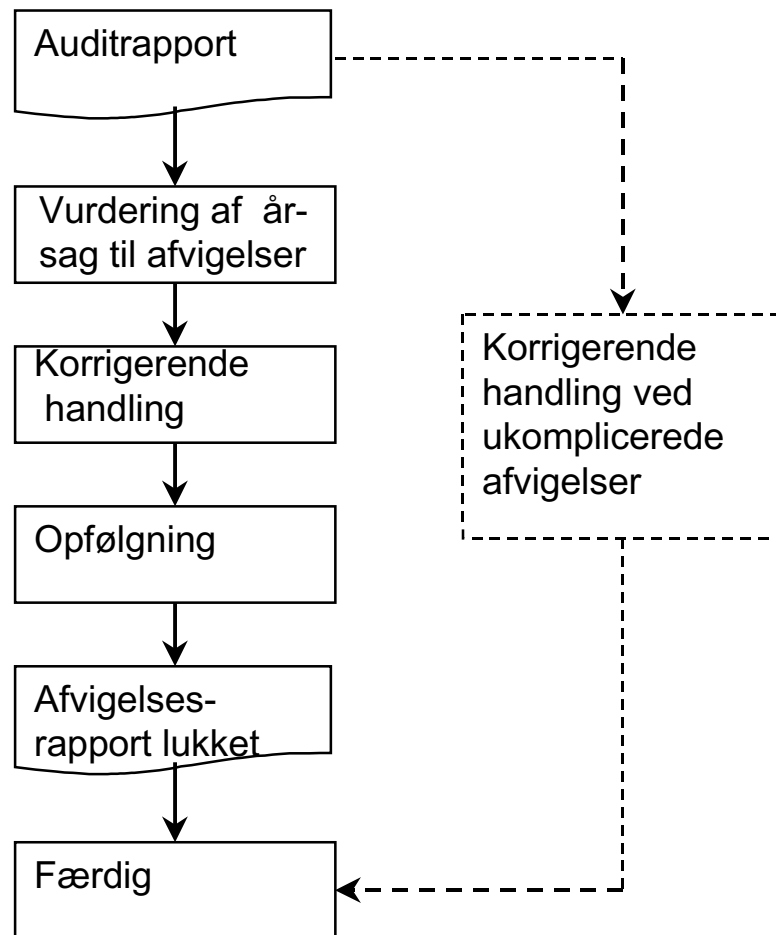 Auditrapport
Vurdering af år-
sag til afvigelser
Korrigerende
handling
Opfølgning
Afvigelses-
rapport lukket
Færdig
Korrigerende
handling ved
ukomplicerede
afvigelser